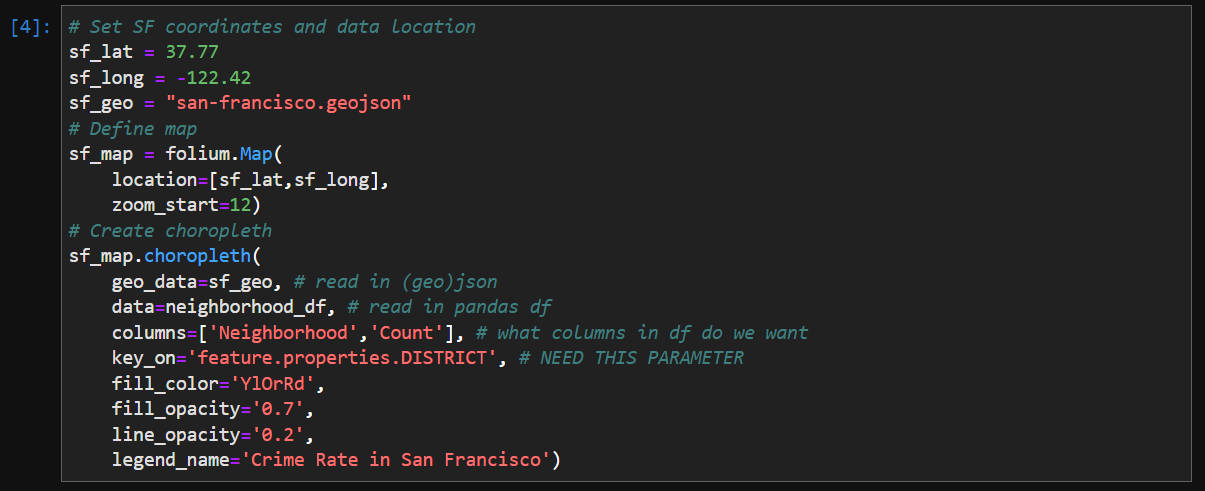 [4]: # Set SF coordinates and data location
sf_lat = 37.77
sf_long = -122.42
sf_geo = "san-francisco.geojson"
# Define map
sf_map = folium.Map(
    location=[sf_lat,sf_long],
    zoom_start=12)
# Create choropleth
sf_map.choropleth(
    geo_data=sf_geo, # read in (geo)json
    data=neighborhood_df, # read in pandas df
    columns=['Neighborhood','Count'], # what columns in df do we want
    key_on='feature.properties.DISTRICT', # NEED THIS PARAMETER
    fill_color='YlOrRd',
    fill_opacity='0.7',
    line_opacity='0.2',
    legend_name='Crime Rate in San Francisco')